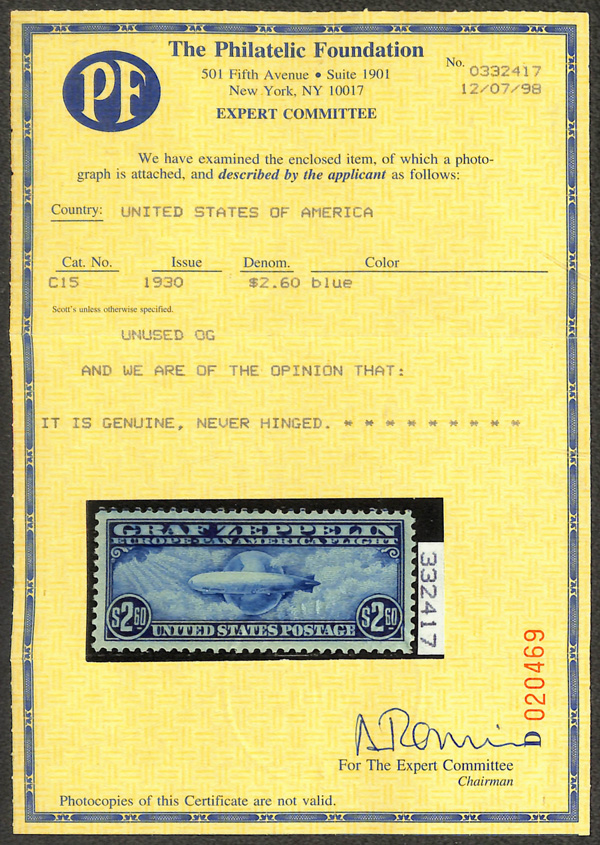 PF
The Philatelic Foundation
501 Fifth Avenue • Suite 1901
New York, NY 10017
EXPERT COMMITTEE
No. 0332417
12/07/98
We have examined the enclosed item, of which a photo-
graph is attached, and described by the applicant as follows:
Country: UNITED STATES OF AMERICA
Cat. No. Issue Denom. Color
C15 1930 $2.60 blue
Scott's unless otherwise specified.
UNUSED OG
AND WE ARE OF THE OPINION THAT:
IT IS GENUINE, NEVER HINGED. * * * * * * * * *
GRAF ZEPPELIN
EUROPE-PAN AMERICA FLIGHT
$2.60 $2.60
UNITED STATES POSTAGE
332417
D 020469
For The Expert Committee
Chairman
Photocopies of this Certificate are not valid.